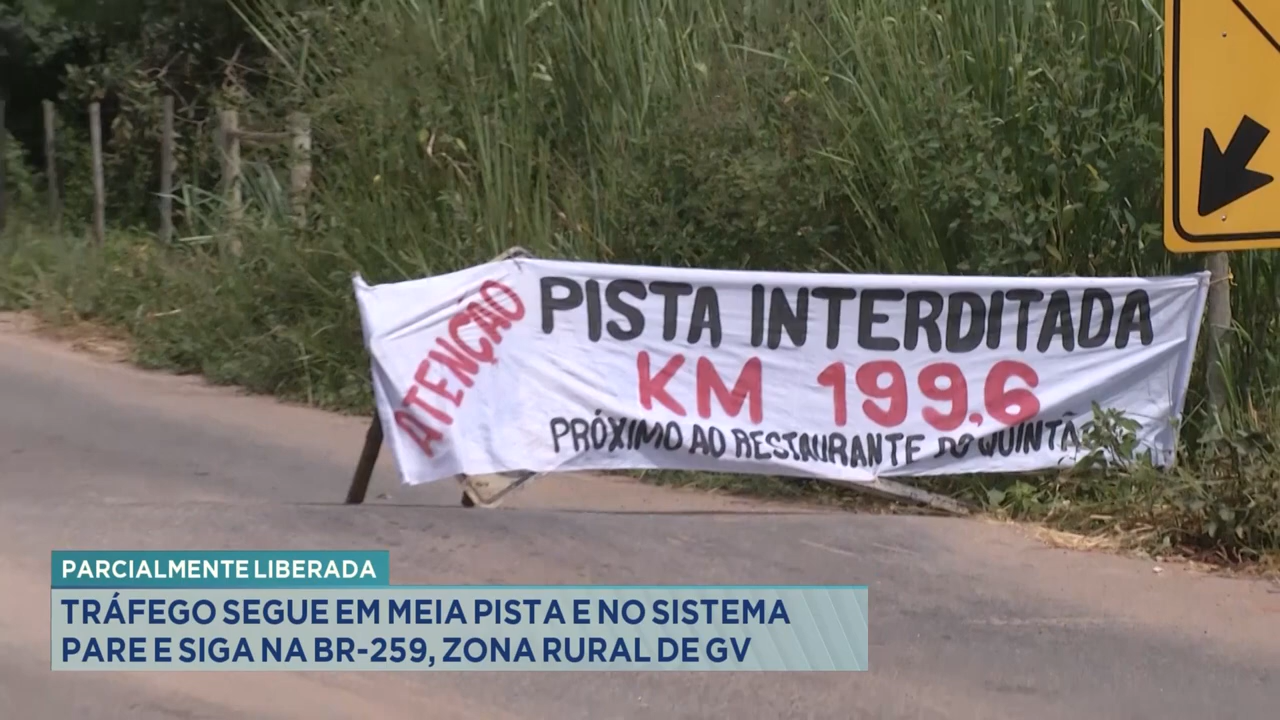 ATENÇÃO
PISTA INTERDITADA
KM 199,6
PRÓXIMO AO RESTAURANTE DO QUINTÃ
PARCIALMENTE LIBERADA
TRÁFEGO SEGUE EM MEIA PISTA E NO SISTEMA
PARE E SIGA NA BR-259, ZONA RURAL DE GV